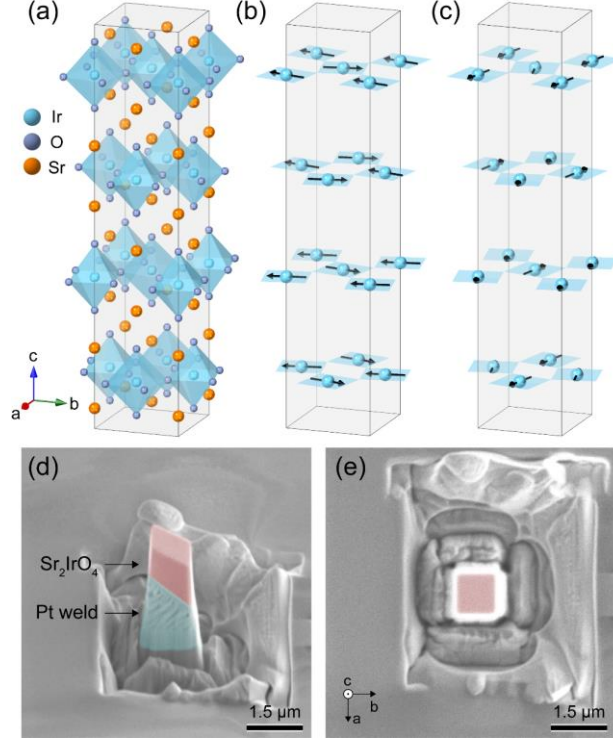 (a)
(b)
(c)
Ir
O
Sr
c
a
b
(d)
(e)
Sr₂IrO₄
Pt weld
1.5 μm
c
b
a
1.5 μm